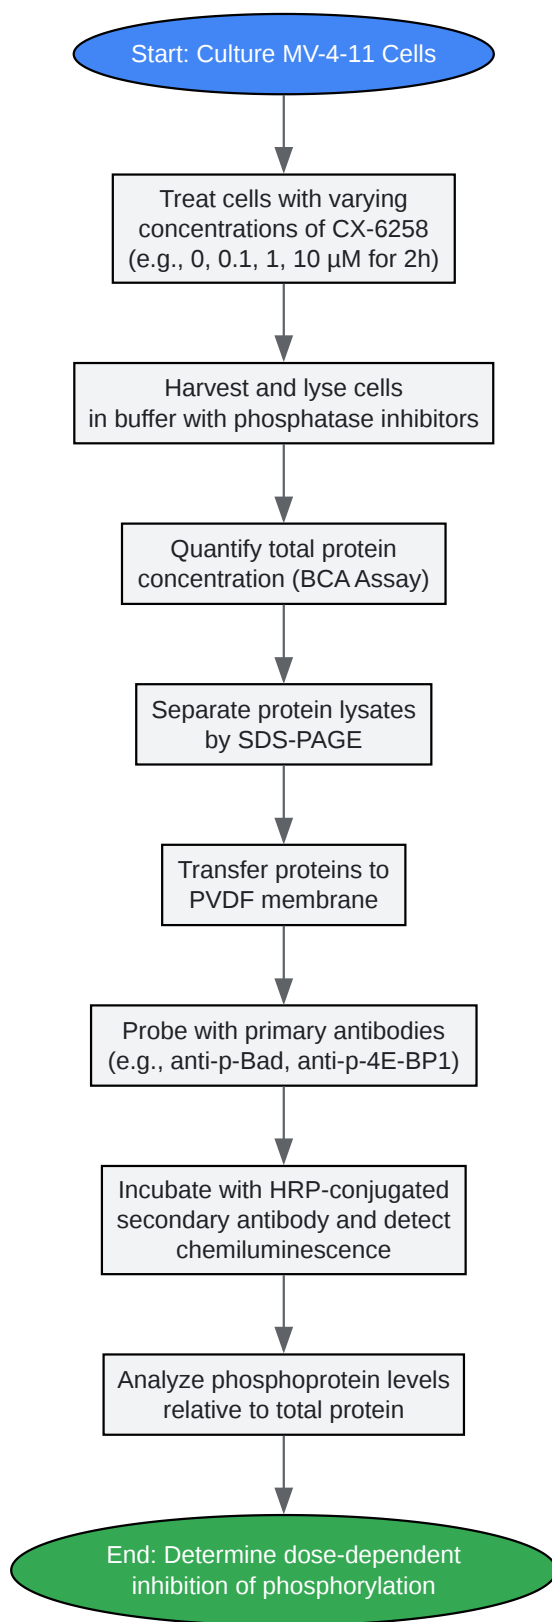 Start: Culture MV-4-11 Cells
Treat cells with varying
concentrations of CX-6258
(e.g., 0, 0.1, 1, 10 µM for 2h)
Harvest and lyse cells
in buffer with phosphatase inhibitors
Quantify total protein
concentration (BCA Assay)
Separate protein lysates
by SDS-PAGE
Transfer proteins to
PVDF membrane
Probe with primary antibodies
(e.g., anti-p-Bad, anti-p-4E-BP1)
Incubate with HRP-conjugated
secondary antibody and detect
chemiluminescence
Analyze phosphoprotein levels
relative to total protein
End: Determine dose-dependent
inhibition of phosphorylation